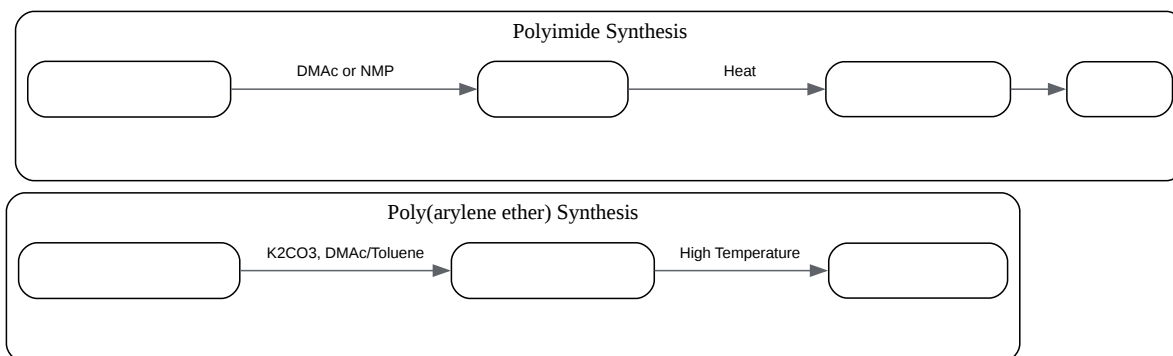 Polyimide Synthesis
DMAc or NMP
Heat
Poly(arylene ether) Synthesis
K2CO3, DMAc/Toluene
High Temperature